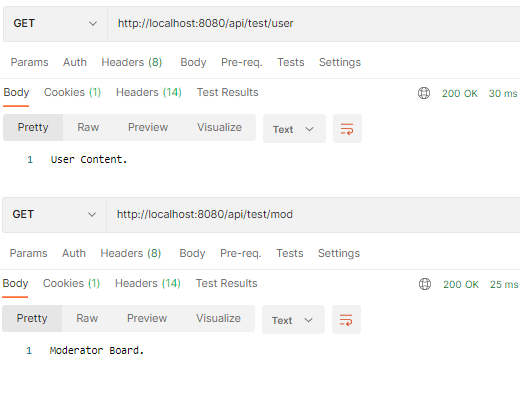 GET http://localhost:8080/api/test/user
Params Auth Headers (8) Body Pre-req. Tests Settings
Body Cookies (1) Headers (14) Test Results 200 OK 30 ms
Pretty Raw Preview Visualize Text
1 User Content.
GET http://localhost:8080/api/test/mod
Params Auth Headers (8) Body Pre-req. Tests Settings
Body Cookies (1) Headers (14) Test Results 200 OK 25 ms
Pretty Raw Preview Visualize Text
1 Moderator Board.